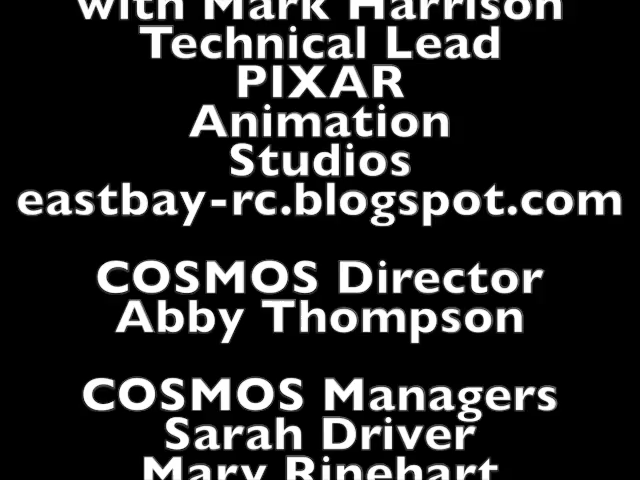 with Mark Harrison
Technical Lead
PIXAR
Animation
Studios
eastbay-rc.blogspot.com
COSMOS Director
Abby Thompson
COSMOS Managers
Sarah Driver
Mary Rinehart